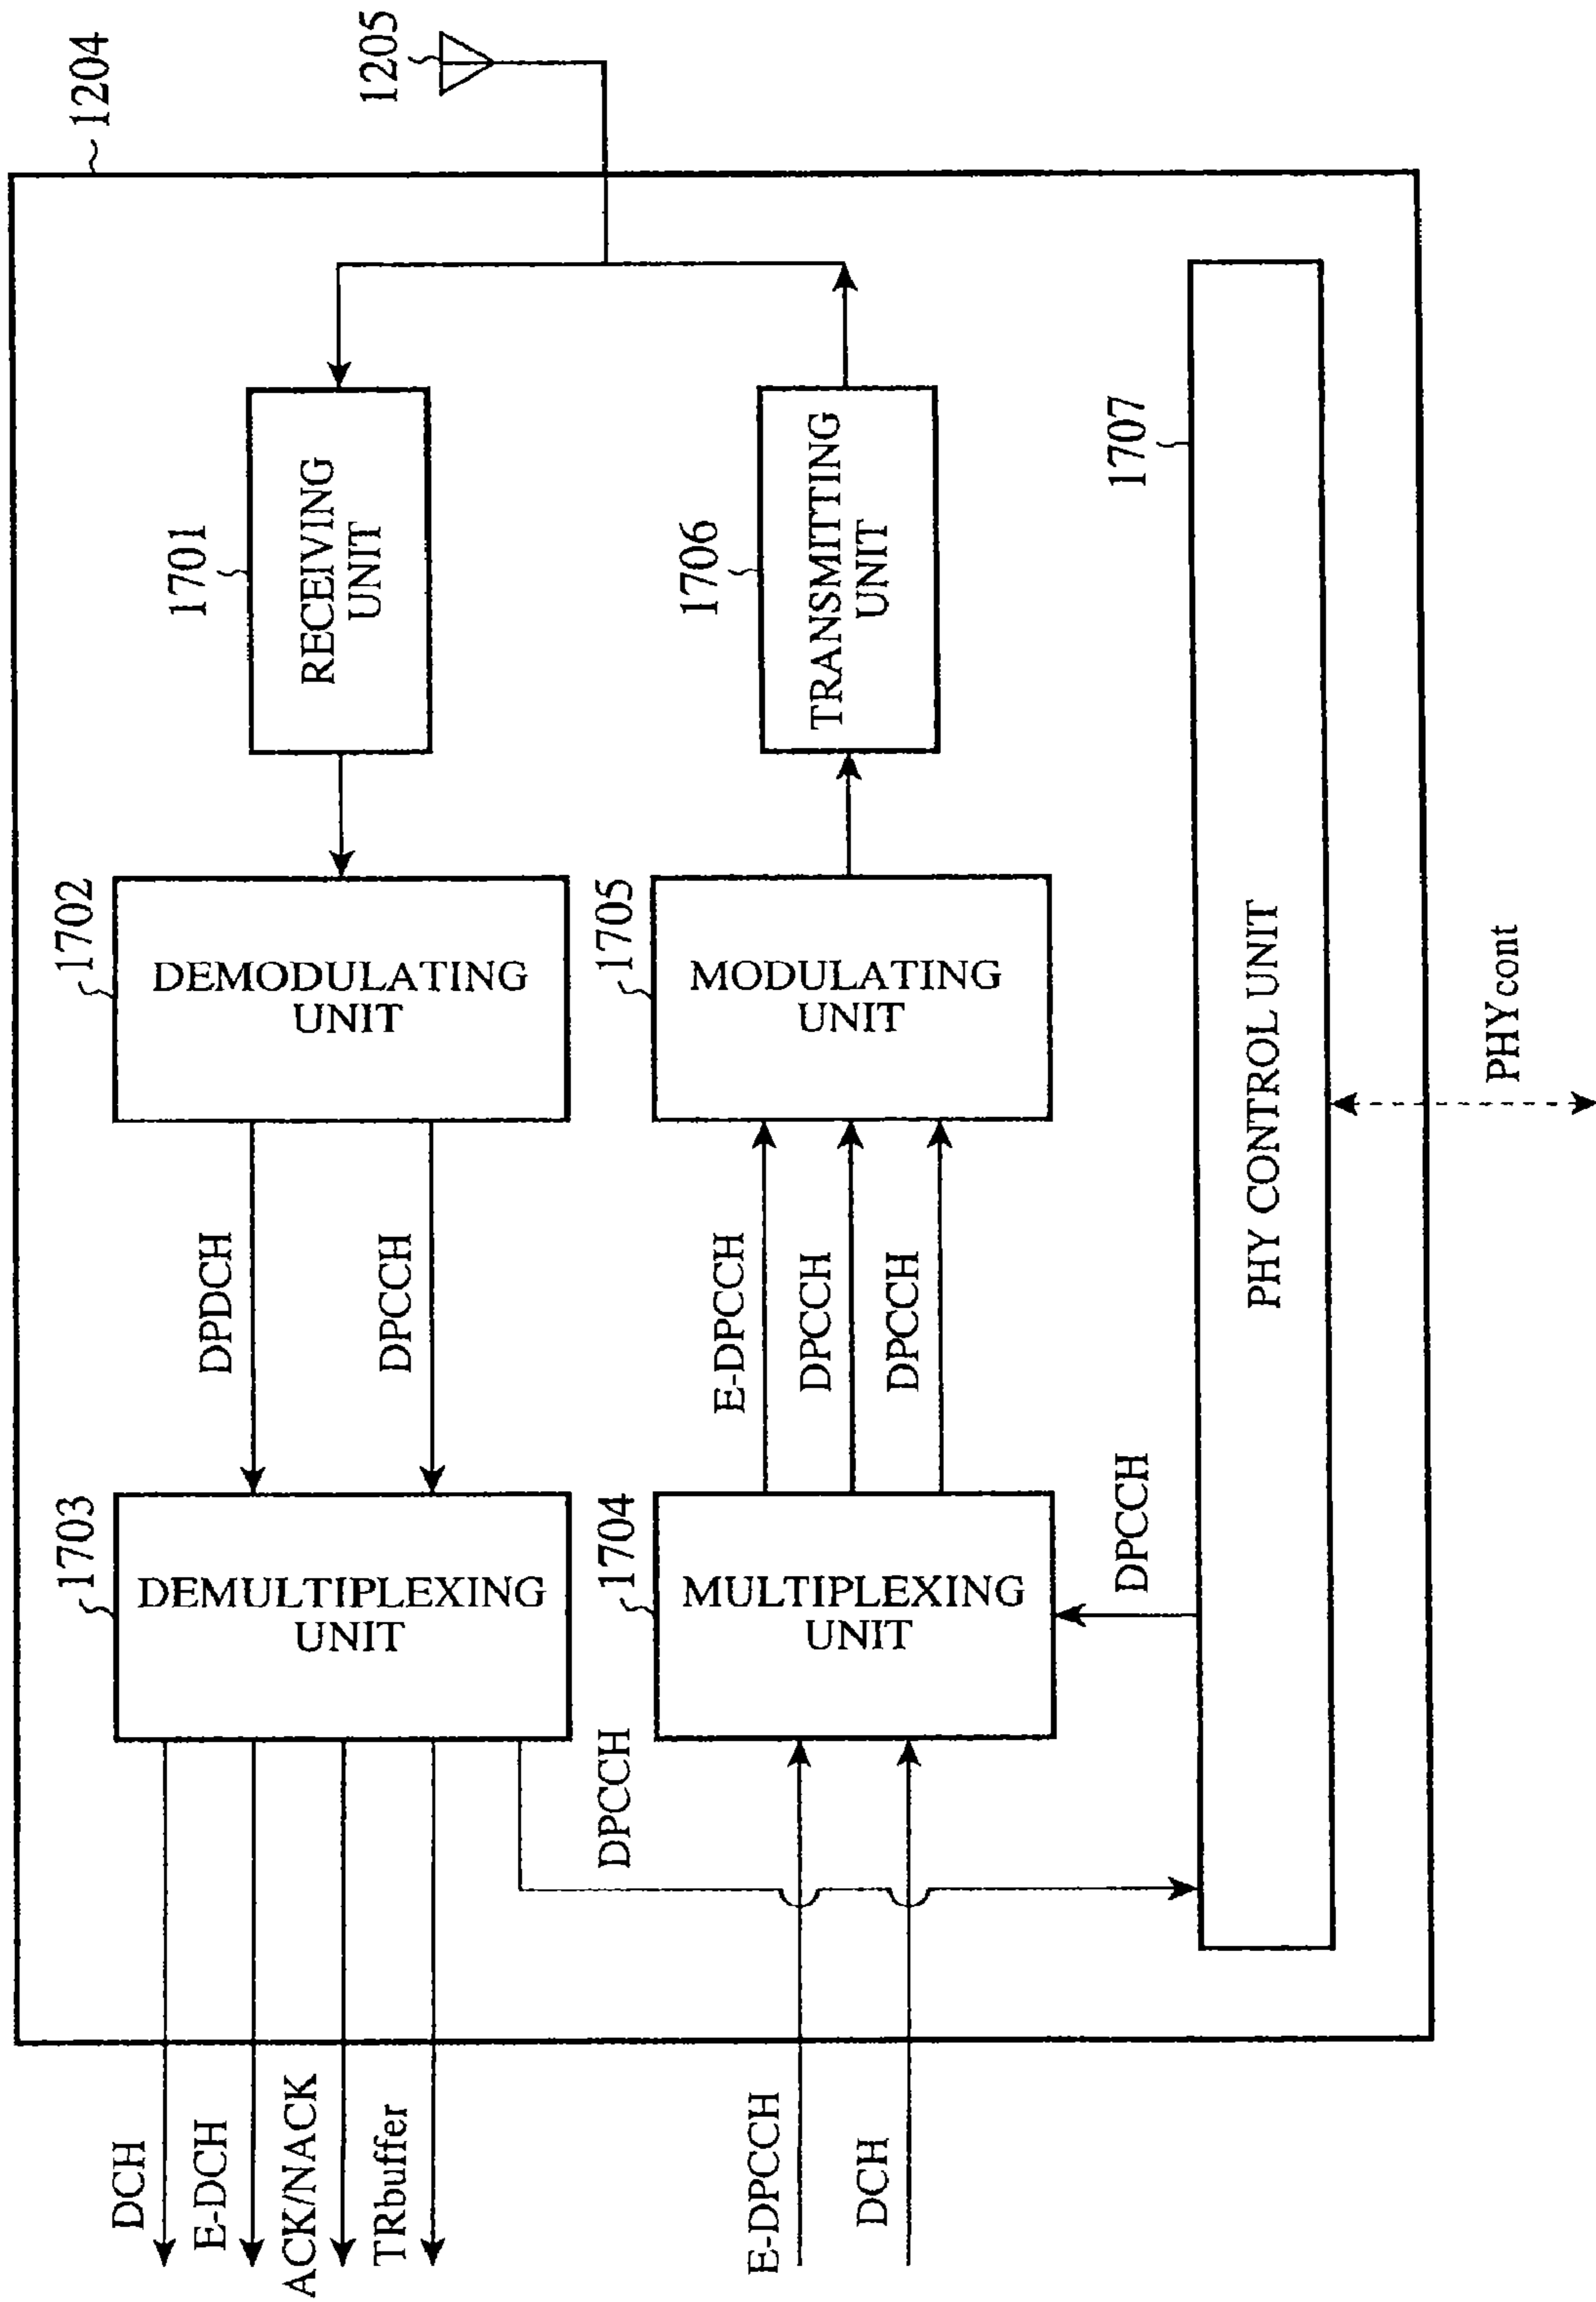 1204
1205
1701
RECEIVING
UNIT
1702
DEMODULATING
UNIT
DPDCH
DPCCH
1703
DEMULTIPLEXING
UNIT
DCH
E-DCH
ACK/NACK
TRbuffer
DPCCH
1706
TRANSMITTING
UNIT
1705
MODULATING
UNIT
E-DPCCH
DPCCH
DPCCH
1704
MULTIPLEXING
UNIT
E-DPCCH
DCH
DPCCH
1707
PHY CONTROL UNIT
PHYcont